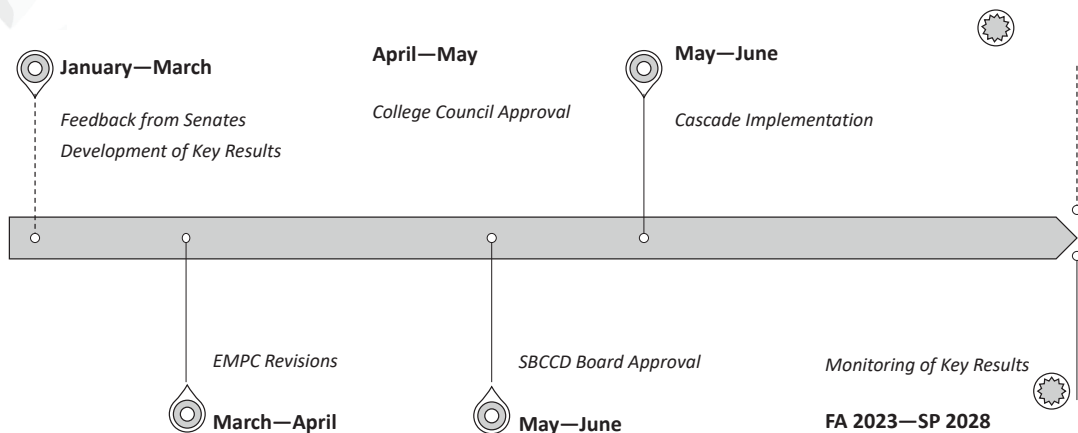 January—March
Feedback from Senates
Development of Key Results
April—May
College Council Approval
May—June
Cascade Implementation
EMPC Revisions
March—April
SBCCD Board Approval
May—June
Monitoring of Key Results
FA 2023—SP 2028